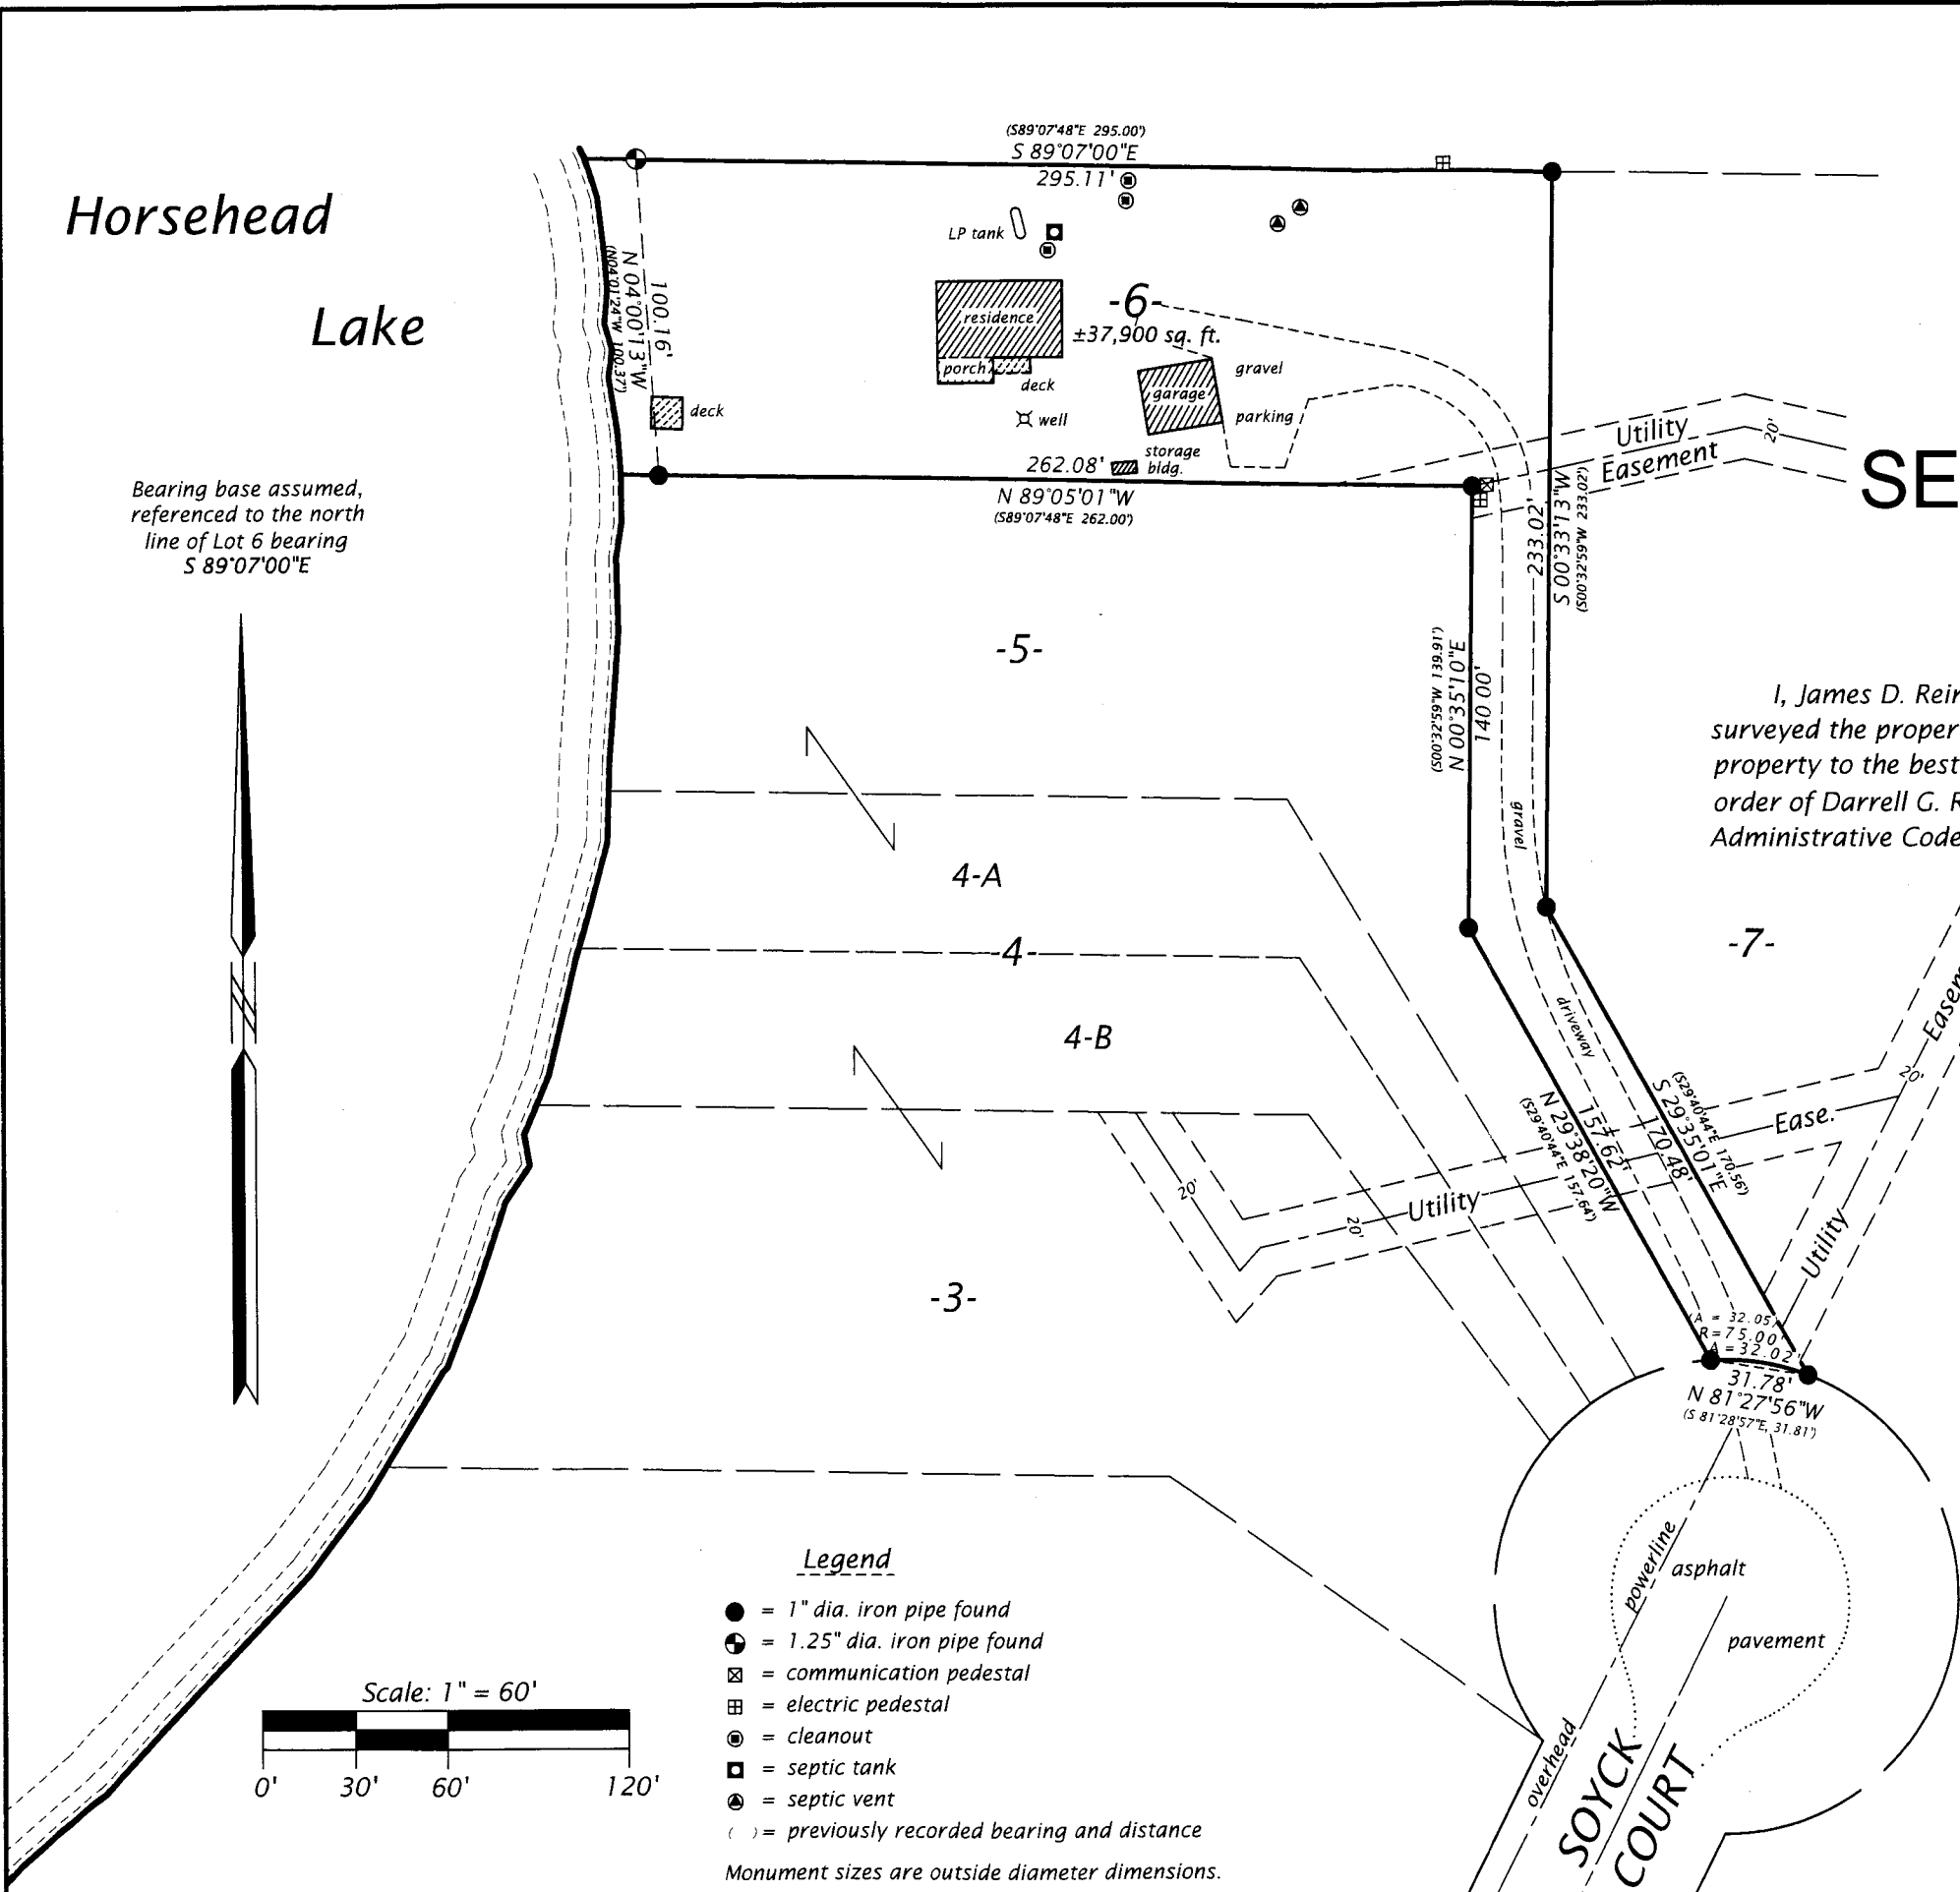 (S89°07'48"E 295.00')
S 89°07'00"E
295.11'
Horsehead
Lake
LP tank
-6-
±37,900 sq. ft.
residence
porch
deck
garage
gravel
parking
well
storage
bldg.
deck
100.16'
N 04°00'13"W
(N04°01'24"W 100.37')
262.08'
N 89°05'01"W
(S89°07'48"E 262.00')
Utility
Easement
20'
SE
233.02'
S 00°33'13"W
(S00°32'59"W 233.02')
Bearing base assumed,
referenced to the north
line of Lot 6 bearing
S 89°07'00"E
-5-
(S00°32'59"W 139.91')
N 00°35'10"E
140.00'
gravel
I, James D. Rein
surveyed the proper
property to the best
order of Darrell G. R
Administrative Code
4-A
-4-
4-B
-7-
driveway
Easem
20'
(S29°40'44"E 170.56')
S 29°35'01"E
170.48'
157.62'
N 29°38'20"W
(S29°40'44"E 157.64')
Ease.
Utility
20'
20'
Utility
-3-
(A = 32.05')
R=75.00'
A=32.02'
31.78'
N 81°27'56"W
(S 81°28'57"E, 31.81')
powerline
asphalt
pavement
overhead
SOYCK
COURT
Legend
= 1" dia. iron pipe found
= 1.25" dia. iron pipe found
= communication pedestal
= electric pedestal
= cleanout
= septic tank
= septic vent
( ) = previously recorded bearing and distance
Monument sizes are outside diameter dimensions.
Scale: 1" = 60'
0' 30' 60' 120'